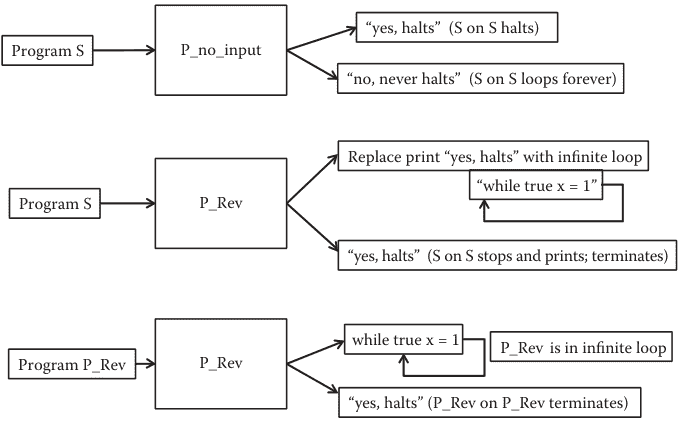 Program S
P_no_input
“yes, halts” (S on S halts)
“no, never halts” (S on S loops forever)
Program S
P_Rev
Replace print “yes, halts” with infinite loop
“while true x = 1”
“yes, halts” (S on S stops and prints; terminates)
Program P_Rev
P_Rev
while true x = 1
P_Rev is in infinite loop
“yes, halts” (P_Rev on P_Rev terminates)